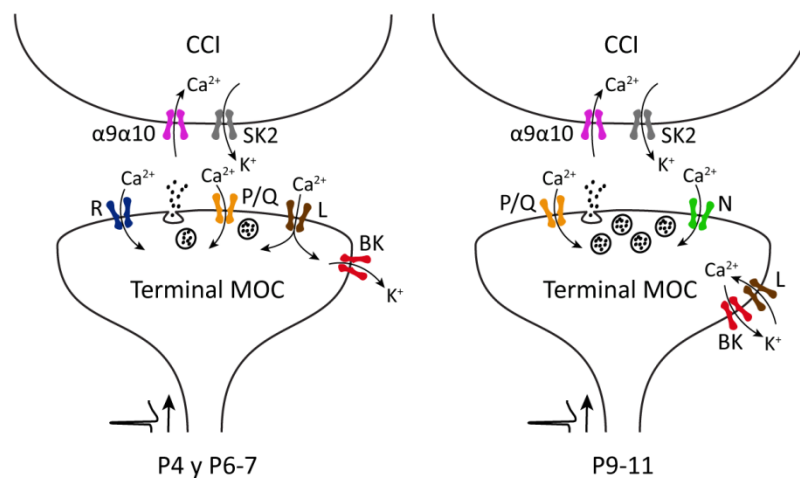 CCI
Ca²⁺
α9α10
SK2
K⁺
Ca²⁺
Ca²⁺
Ca²⁺
R
P/Q
L
BK
K⁺
Terminal MOC
P4 y P6-7
CCI
Ca²⁺
α9α10
SK2
K⁺
Ca²⁺
Ca²⁺
P/Q
N
Terminal MOC
Ca²⁺
L
BK
K⁺
P9-11